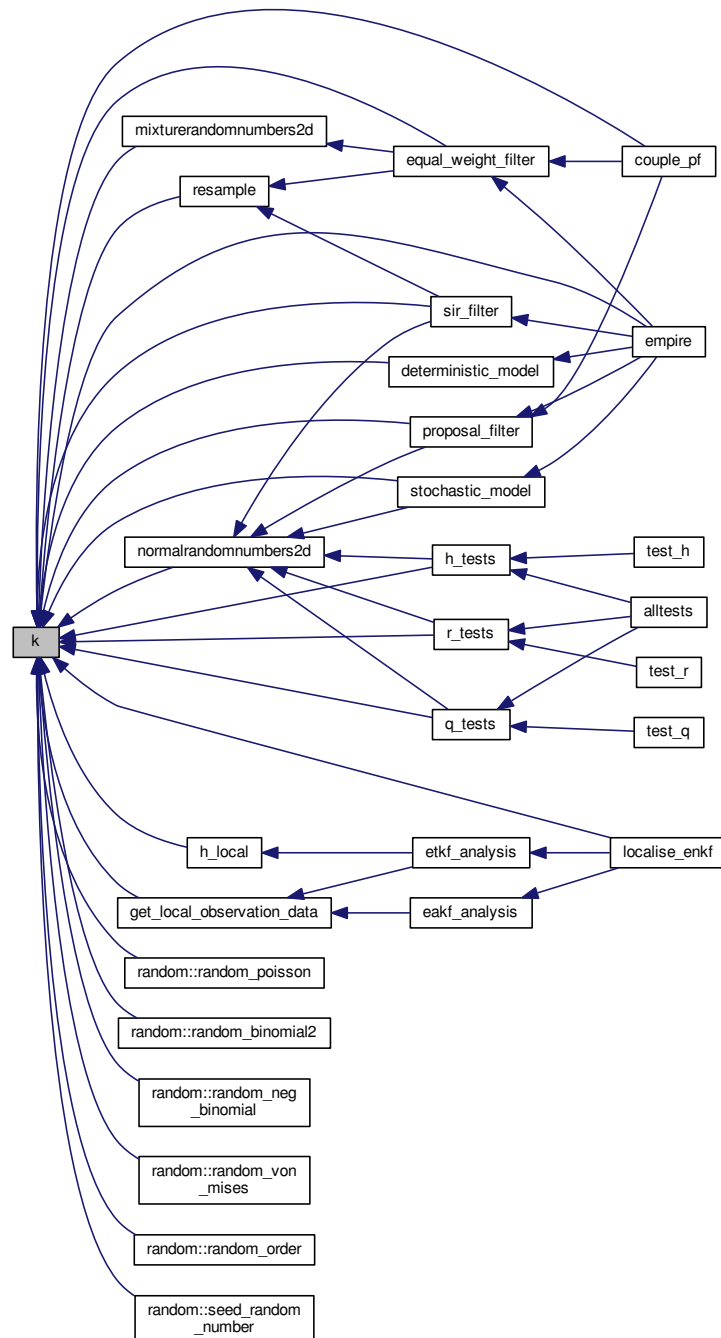 mixturerandomnumbers2d
equal_weight_filter
couple_pf
resample
sir_filter
empire
deterministic_model
proposal_filter
stochastic_model
normalrandomnumbers2d
h_tests
test_h
alltests
k
r_tests
test_r
q_tests
test_q
h_local
etkf_analysis
localise_enkf
get_local_observation_data
eakf_analysis
random::random_poisson
random::random_binomial2
random::random_neg
_binomial
random::random_von
_mises
random::random_order
random::seed_random
_number